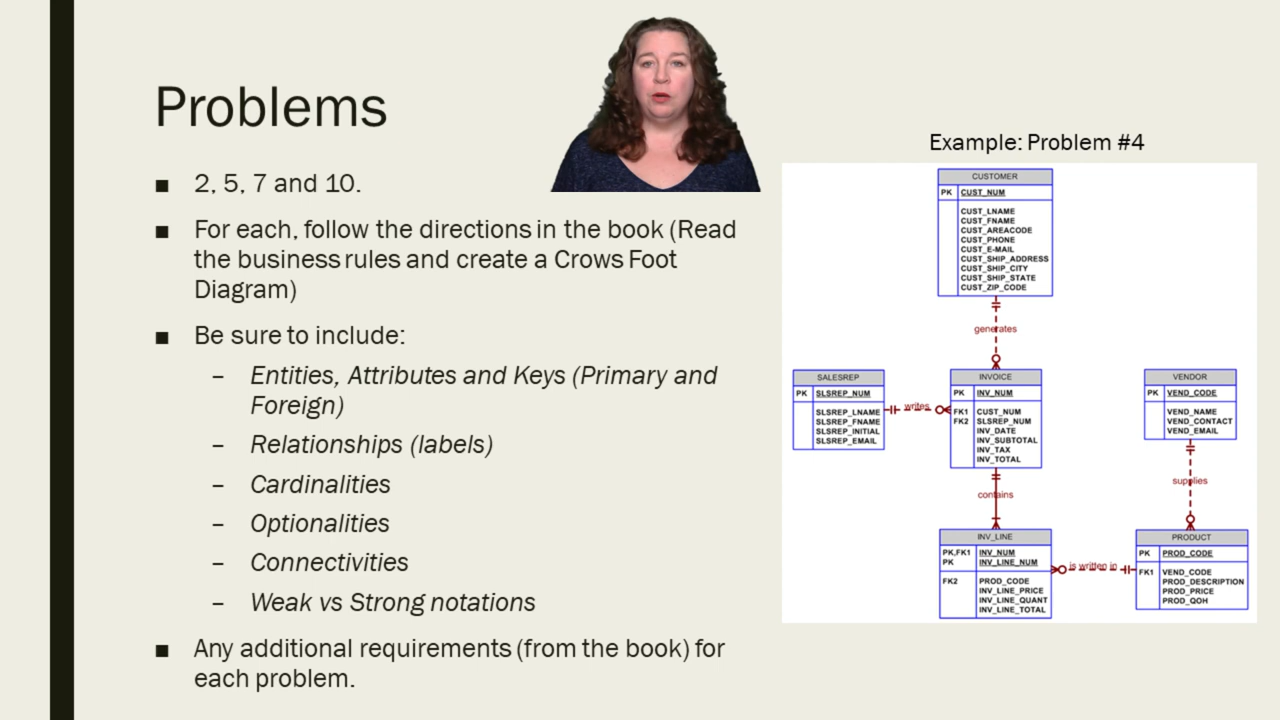 Problems
■ 2, 5, 7 and 10.
■ For each, follow the directions in the book (Read
the business rules and create a Crows Foot
Diagram)
■ Be sure to include:
– Entities, Attributes and Keys (Primary and
Foreign)
– Relationships (labels)
– Cardinalities
– Optionalities
– Connectivities
– Weak vs Strong notations
■ Any additional requirements (from the book) for
each problem.
Example: Problem #4
CUSTOMER
PK CUST_NUM
CUST_LNAME
CUST_FNAME
CUST_AREACODE
CUST_PHONE
CUST_E-MAIL
CUST_SHIP_ADDRESS
CUST_SHIP_CITY
CUST_SHIP_STATE
CUST_ZIP_CODE
generates
SALESREP
PK SLSREP_NUM
SLSREP_LNAME
SLSREP_FNAME
SLSREP_INITIAL
SLSREP_EMAIL
writes
INVOICE
PK INV_NUM
FK1 CUST_NUM
FK2 SLSREP_NUM
INV_DATE
INV_SUBTOTAL
INV_TAX
INV_TOTAL
VENDOR
PK VEND_CODE
VEND_NAME
VEND_CONTACT
VEND_EMAIL
contains
supplies
INV_LINE
PK,FK1 INV_NUM
PK INV_LINE_NUM
FK2 PROD_CODE
INV_LINE_PRICE
INV_LINE_QUANT
INV_LINE_TOTAL
is written in
PRODUCT
PK PROD_CODE
FK1 VEND_CODE
PROD_DESCRIPTION
PROD_PRICE
PROD_QOH